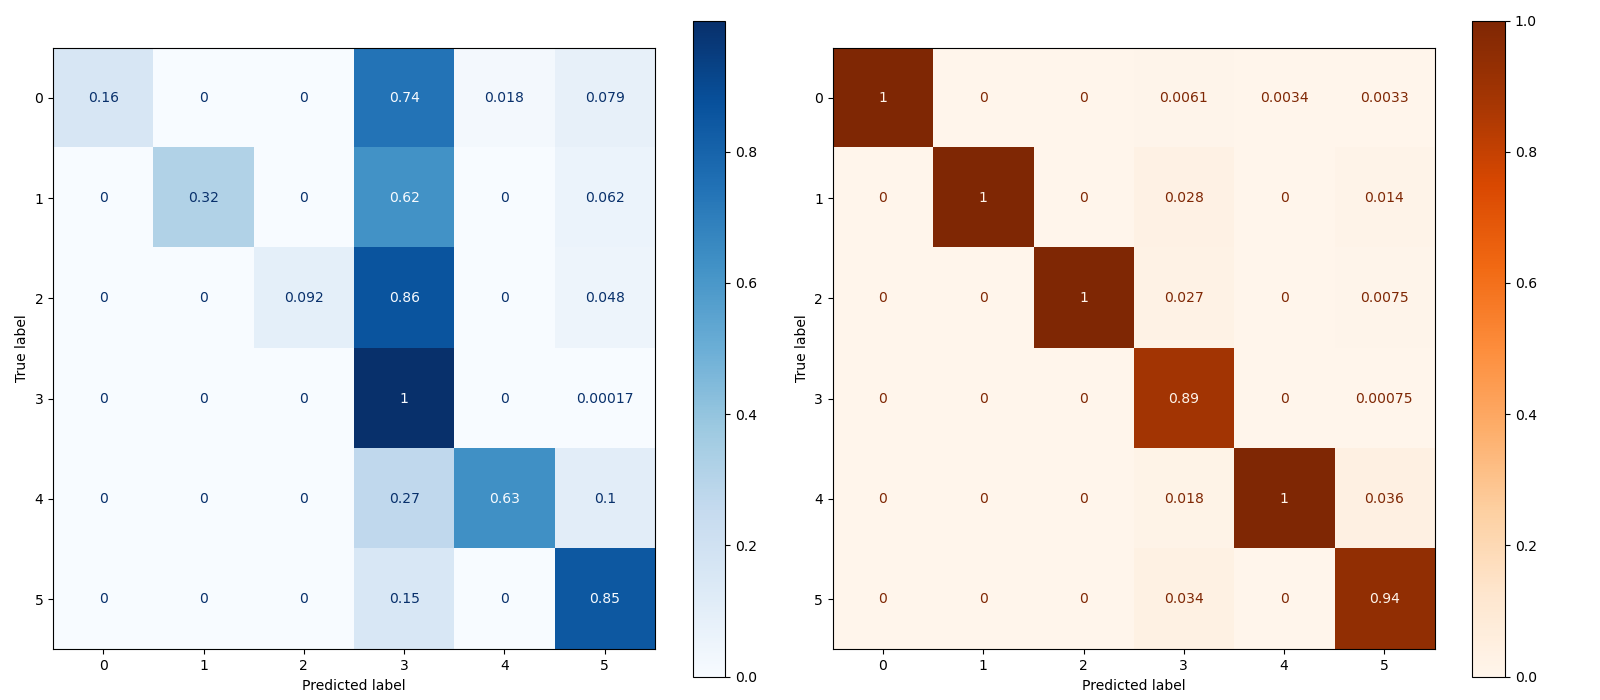 0 0.16 0 0 0.74 0.018 0.079
1 0 0.32 0 0.62 0 0.062
2 0 0 0.092 0.86 0 0.048
3 0 0 0 1 0 0.00017
4 0 0 0 0.27 0.63 0.1
5 0 0 0 0.15 0 0.85
0 1 2 3 4 5
True label
Predicted label
0.8
0.6
0.4
0.2
0.0
0 1 0 0 0.0061 0.0034 0.0033
1 0 1 0 0.028 0 0.014
2 0 0 1 0.027 0 0.0075
3 0 0 0 0.89 0 0.00075
4 0 0 0 0.018 1 0.036
5 0 0 0 0.034 0 0.94
0 1 2 3 4 5
True label
Predicted label
1.0
0.8
0.6
0.4
0.2
0.0